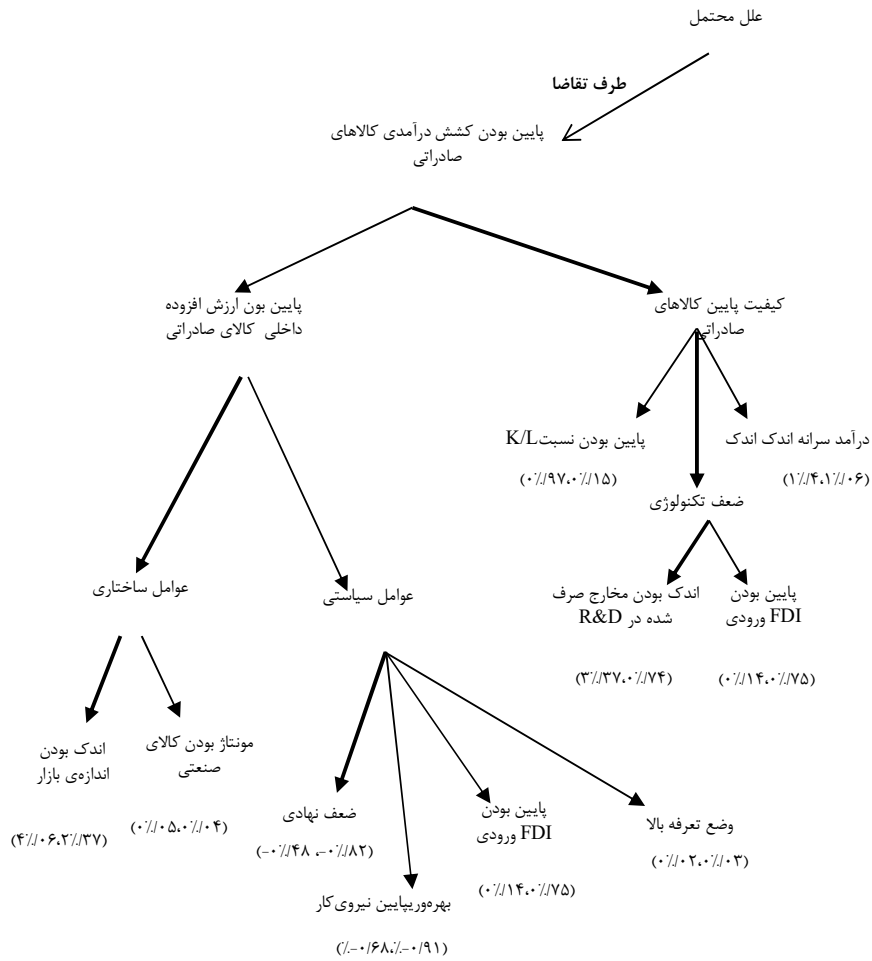 علل محتمل
طرف تقاضا
پایین بودن کشش درآمدی کالاهای
صادراتی
کیفیت پایین کالاهای
صادراتی
پایین بون ارزش افزوده
داخلی کالای صادراتی
درآمد سرانه اندک اندک
(۱٪/۴،۱٪/۰۶)
پایین بودن نسبتK/L
(۰٪/۹۷،۰٪/۱۵)
ضعف تکنولوژی
پایین بودن
FDI ورودی
(۰٪/۱۴،۰٪/۷۵)
اندک بودن مخارج صرف
شده در R&D
(۳٪/۳۷،۰٪/۷۴)
عوامل سیاستی
عوامل ساختاری
وضع تعرفه بالا
(۰٪/۰۲،۰٪/۰۳)
پایین بودن
FDI ورودی
(۰٪/۱۴،۰٪/۷۵)
بهره‌وریپایین نیروی‌کار
(٪-۰/۶۸،٪-۰/۹۱)
ضعف نهادی
(-۰٪/۴۸ ،-۰٪/۸۲)
مونتاژ بودن کالای
صنعتی
(۰٪/۰۵،۰٪/۰۴)
اندک بودن
اندازه‌ی بازار
(۴٪/۰۶،۲٪/۳۷)